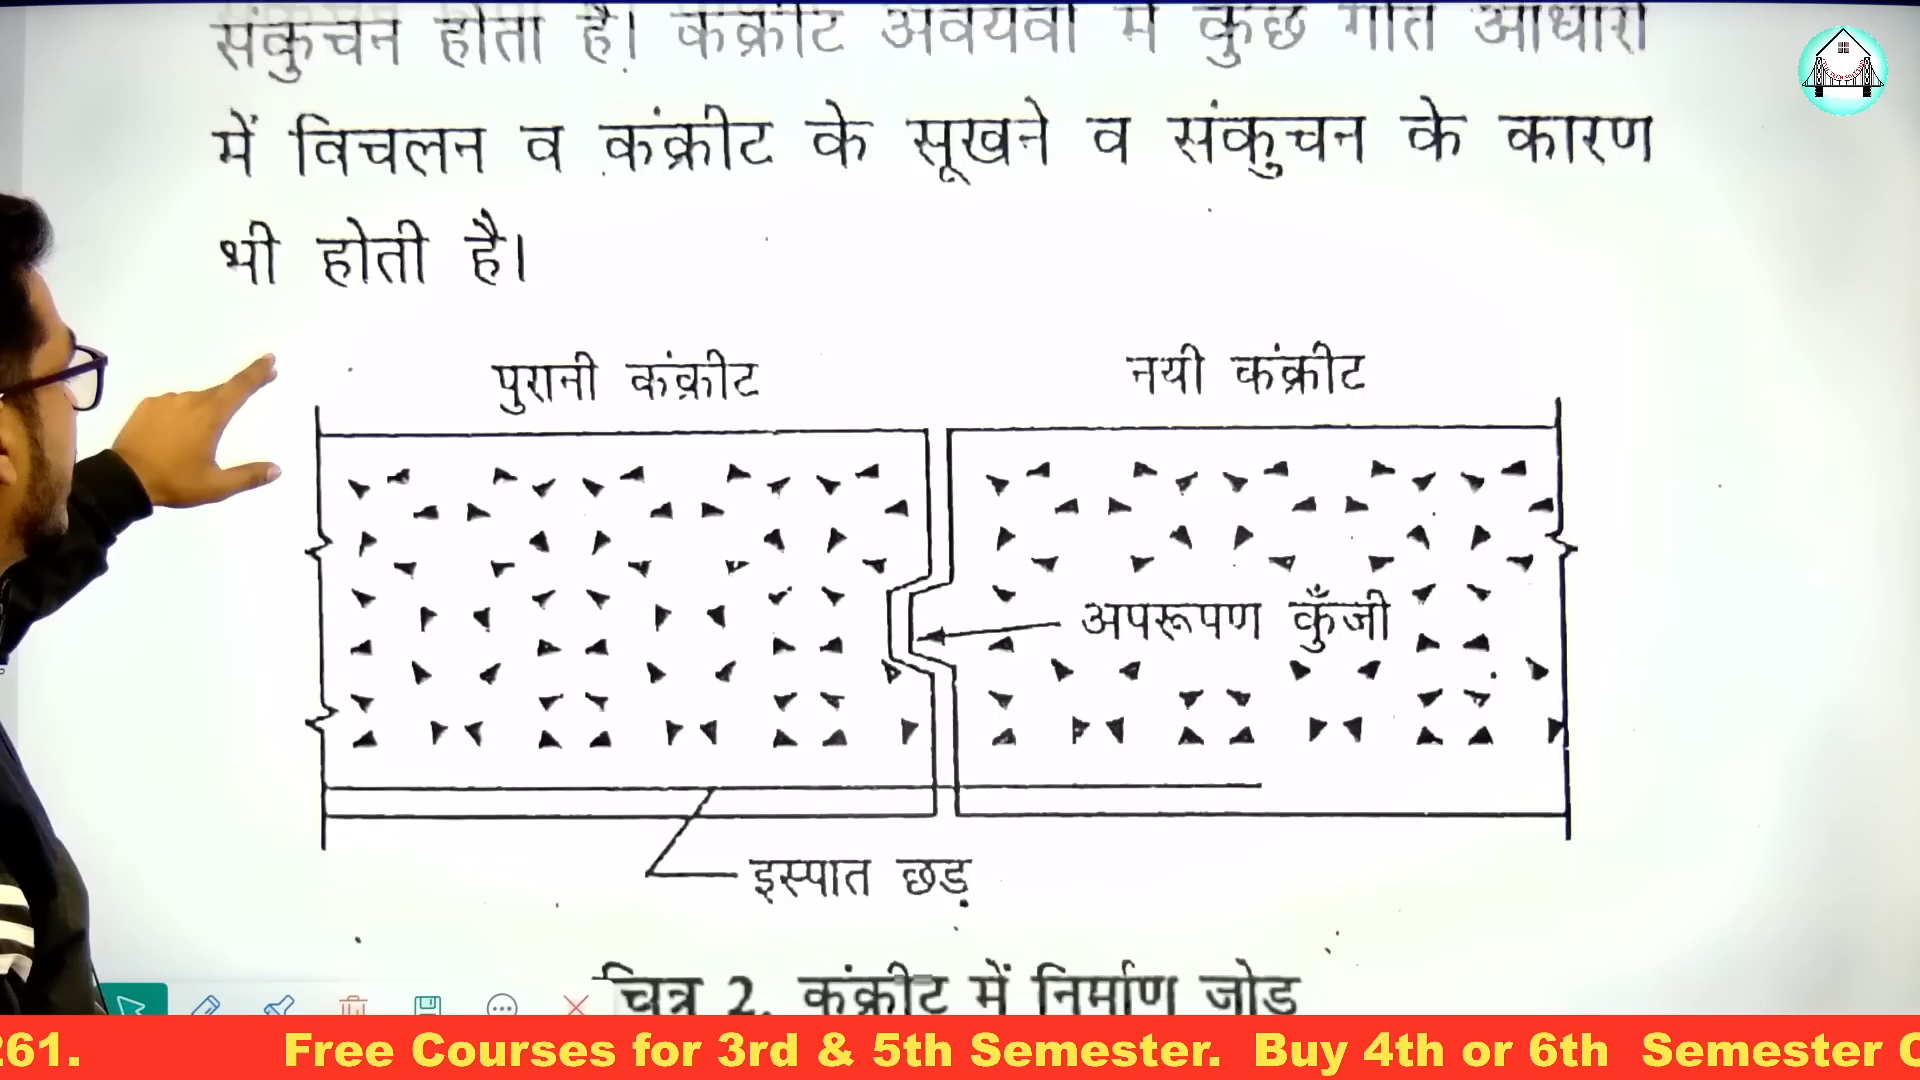 संकुचन होता है। कंक्रीट अवयवों में कुछ गति आधारों
में विचलन व कंक्रीट के सूखने व संकुचन के कारण
भी होती है।
पुरानी कंक्रीट
नयी कंक्रीट
अपरूपण कुँजी
इस्पात छड़
चित्र 2. कंक्रीट में निर्माण जोड़
261. Free Courses for 3rd & 5th Semester. Buy 4th or 6th Semester